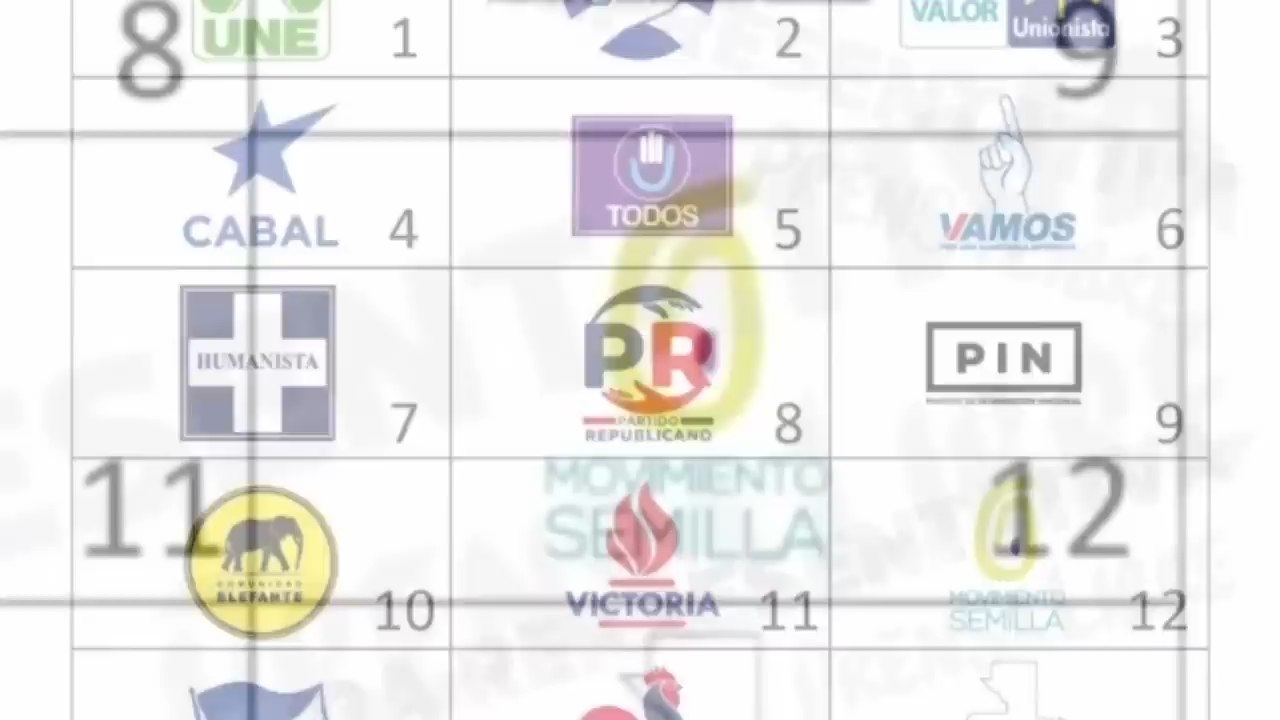 8
UNE
1
2
VALOR Unionista
3
9
CABAL
4
TODOS
5
VAMOS
6
HUMANISTA
7
PR
PARTIDO
REPUBLICANO
8
PIN
9
11
COMUNIDAD
ELEFANTE
10
MOVIMIENTO
SEMILLA
VICTORIA
11
12
MOVIMIENTO
SEMILLA
12